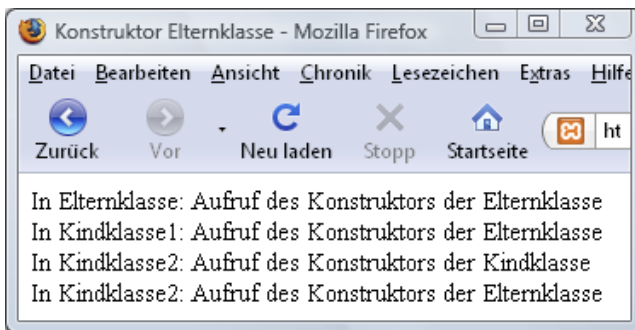 Konstruktor Elternklasse - Mozilla Firefox
Datei Bearbeiten Ansicht Chronik Lesezeichen Extras Hilfe
Zurück Vor Neu laden Stopp Startseite ht
In Elternklasse: Aufruf des Konstruktors der Elternklasse
In Kindklasse1: Aufruf des Konstruktors der Elternklasse
In Kindklasse2: Aufruf des Konstruktors der Kindklasse
In Kindklasse2: Aufruf des Konstruktors der Elternklasse